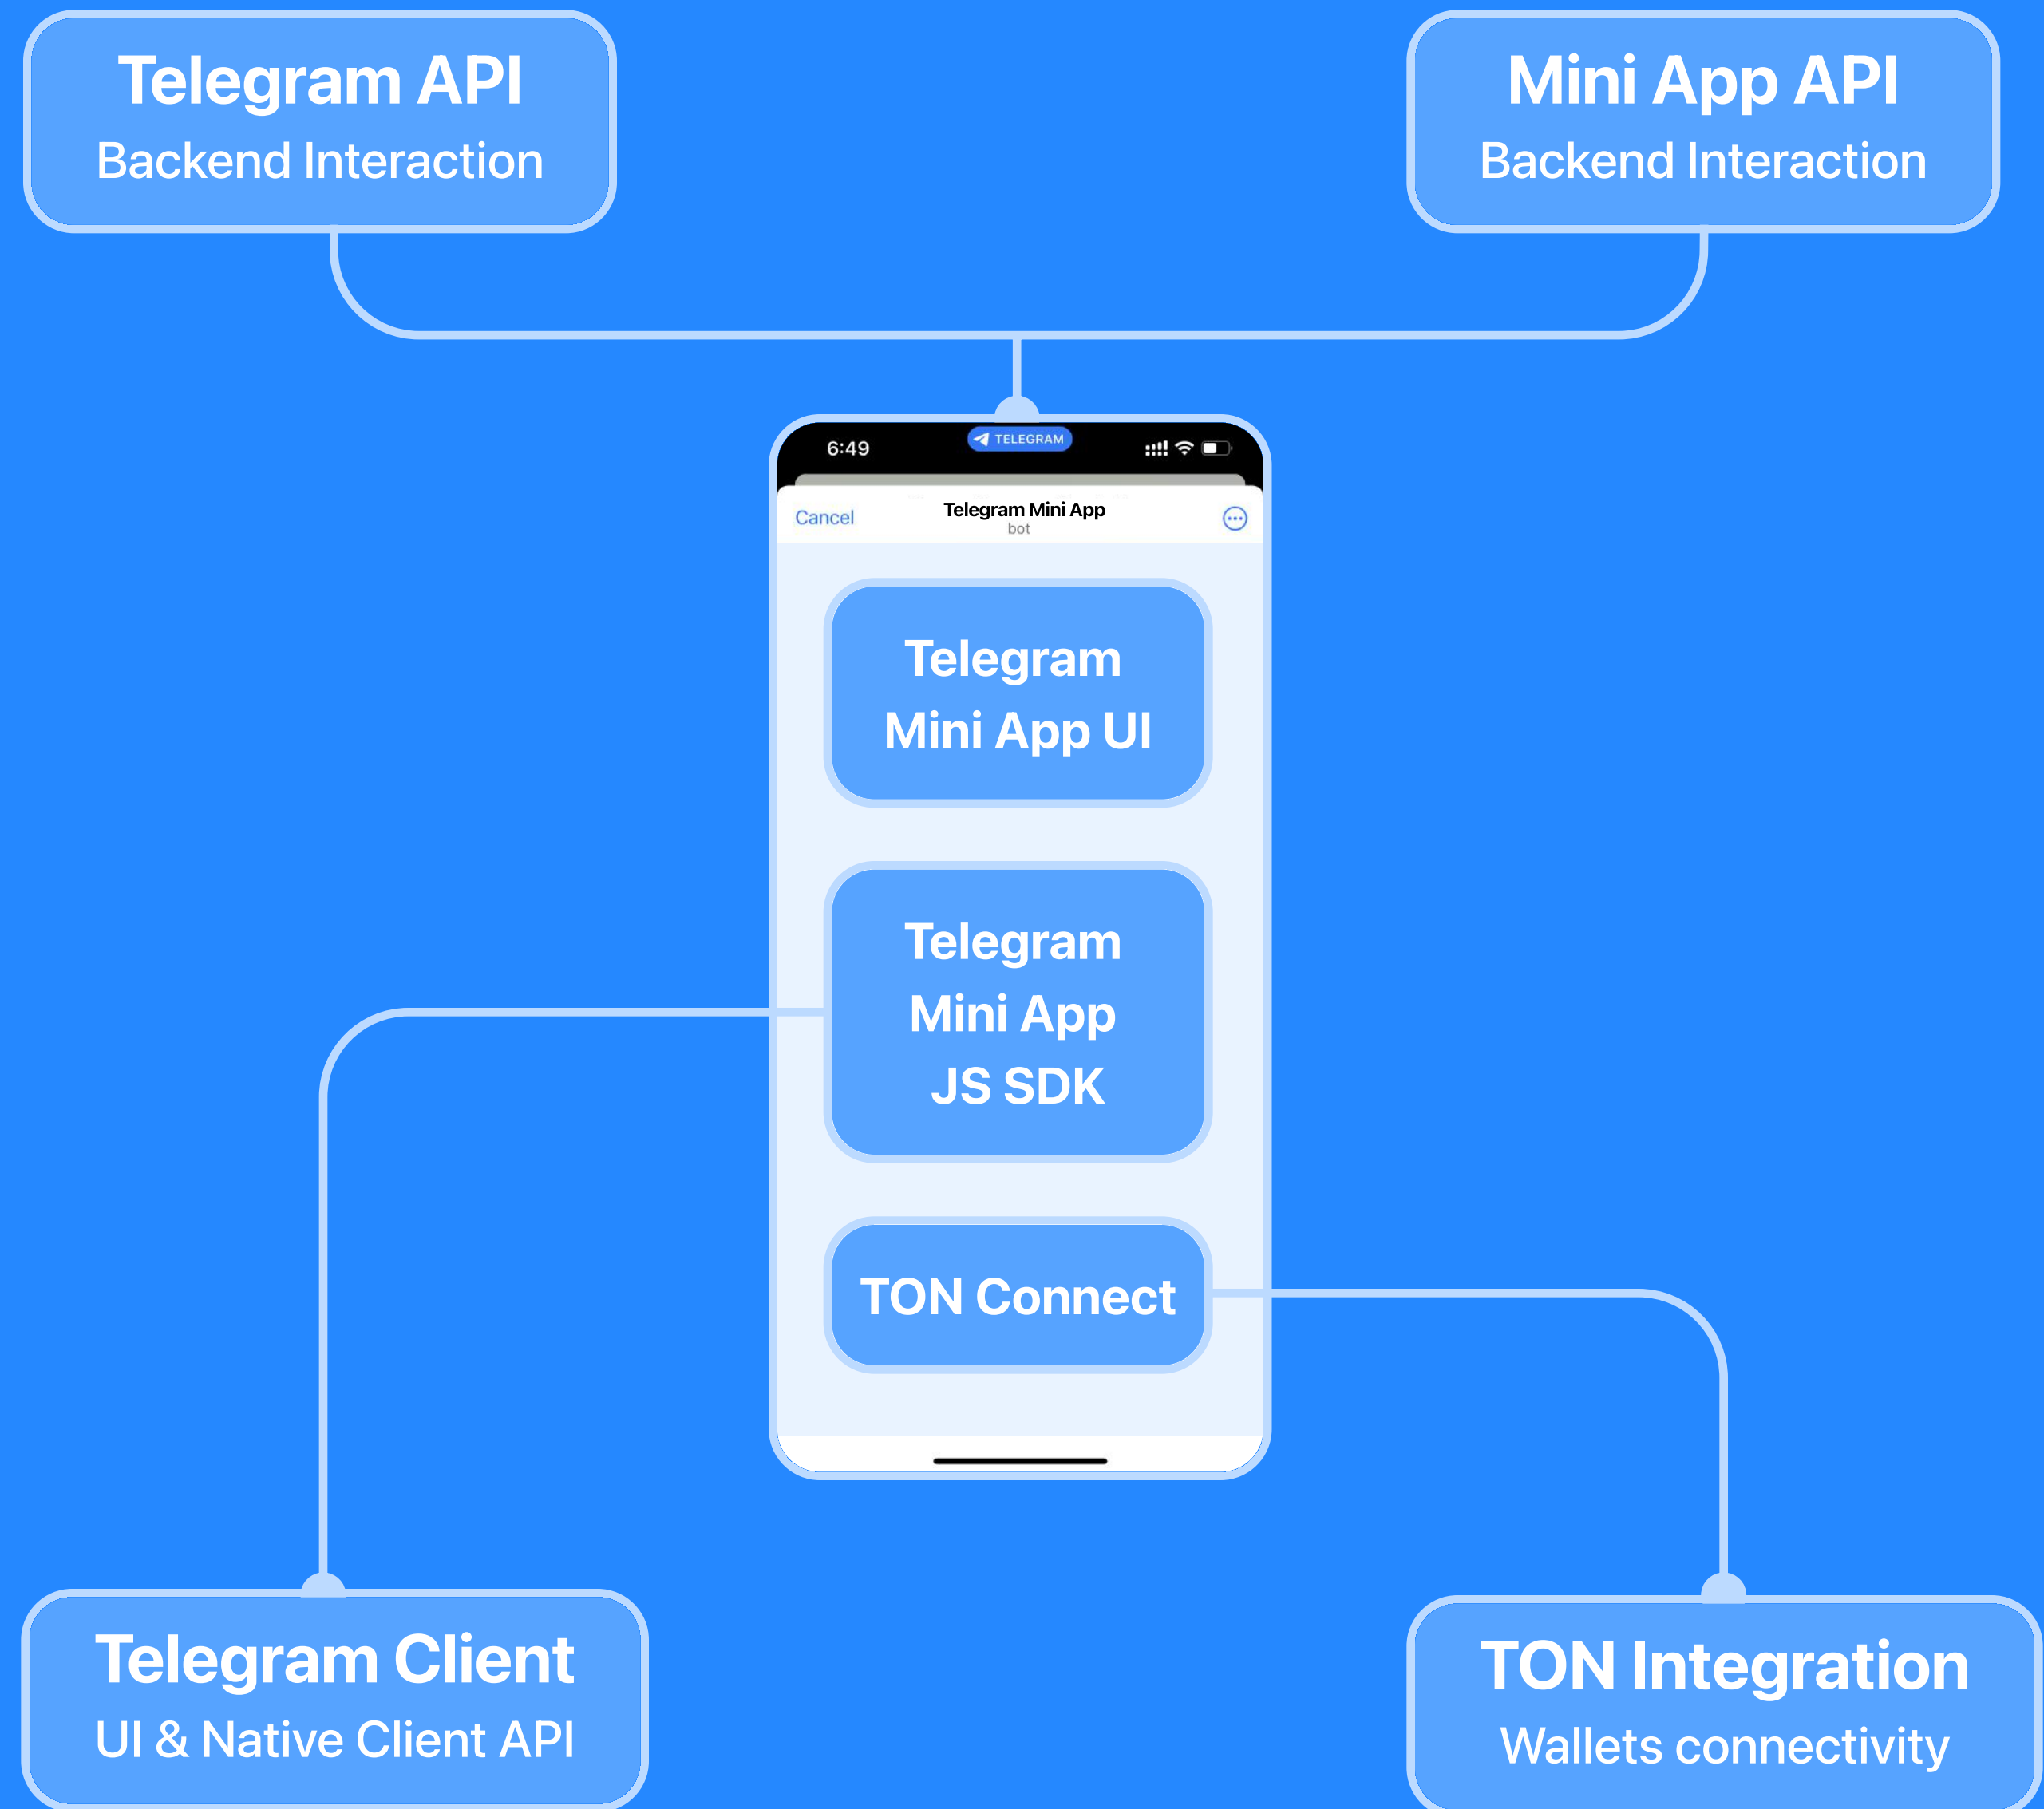 Telegram API
Backend Interaction
Mini App API
Backend Interaction
6:49
TELEGRAM
Cancel
Telegram Mini App
bot
Telegram
Mini App UI
Telegram
Mini App
JS SDK
TON Connect
Telegram Client
UI & Native Client API
TON Integration
Wallets connectivity